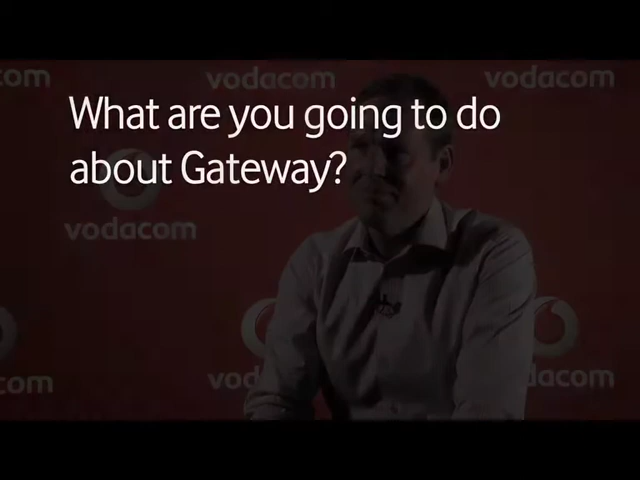 com
vodacom
vodacom
What are you going to do
about Gateway?
vodacom
com
vod
dacom